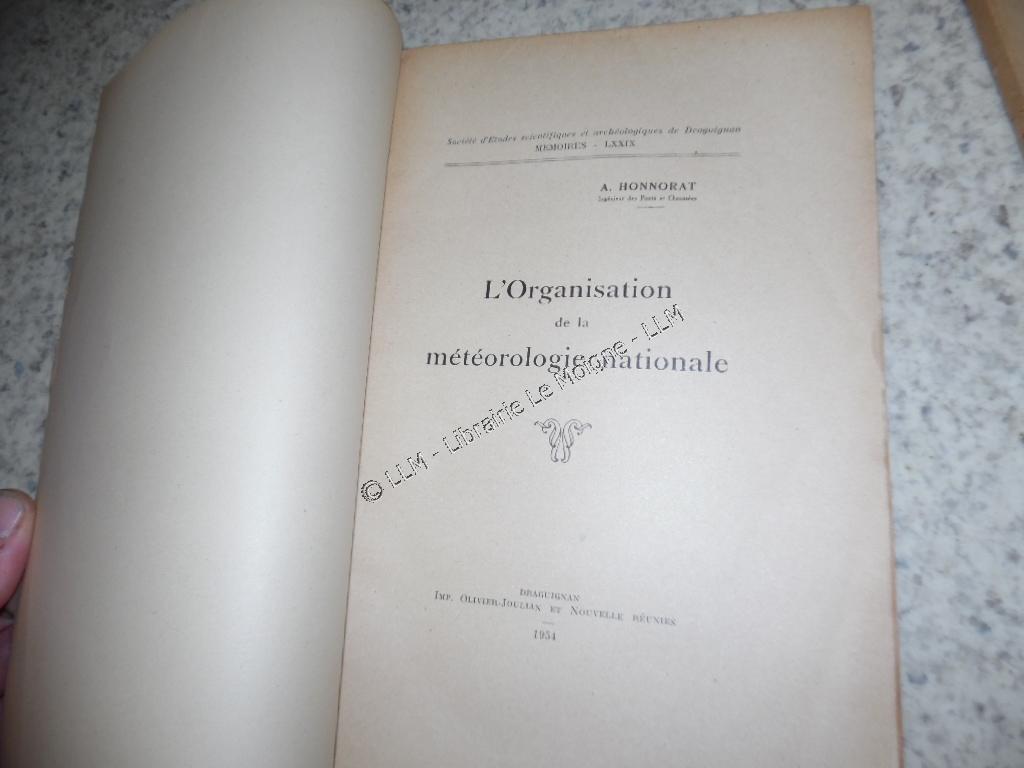 Société d'Etudes scientifiques et archéologiques de Draguignan
MEMOIRES - LXXIX
A. HONNORAT
Ingénieur des Ponts et Chaussées
L'Organisation
de la
météorologie nationale
© LLM - Librairie Le Moigne - LLM
DRAGUIGNAN
IMP. OLIVIER-JOULIAN ET NOUVELLE RÉUNIES
1934